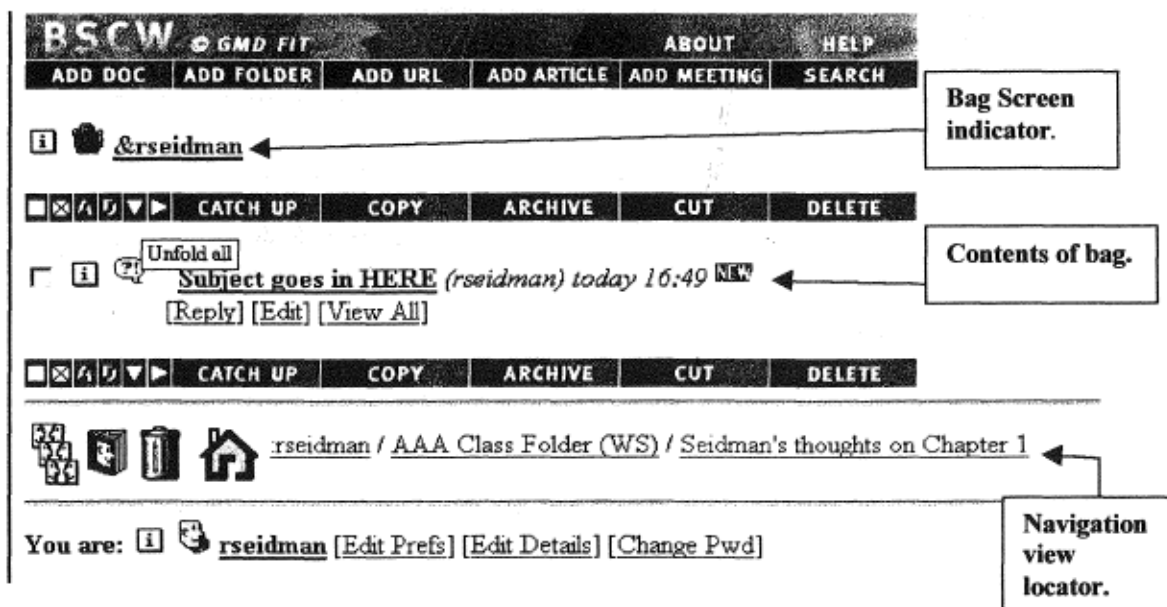 BSCW © GMD FIT ABOUT HELP
ADD DOC ADD FOLDER ADD URL ADD ARTICLE ADD MEETING SEARCH
Bag Screen
indicator.
&rseidman
CATCH UP COPY ARCHIVE CUT DELETE
Unfold all
Subject goes in HERE (rseidman) today 16:49 NEW
[Reply] [Edit] [View All]
Contents of bag.
CATCH UP COPY ARCHIVE CUT DELETE
:rseidman / AAA Class Folder (WS) / Seidman's thoughts on Chapter 1
Navigation
view
locator.
You are: rseidman [Edit Prefs] [Edit Details] [Change Pwd]